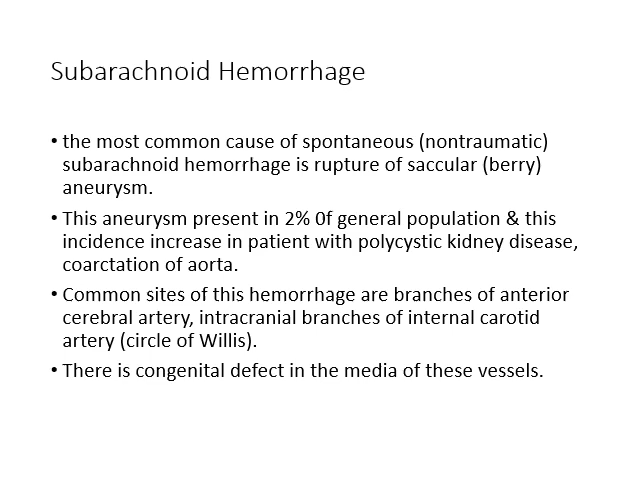 Subarachnoid Hemorrhage
• the most common cause of spontaneous (nontraumatic)
subarachnoid hemorrhage is rupture of saccular (berry)
aneurysm.
• This aneurysm present in 2% 0f general population & this
incidence increase in patient with polycystic kidney disease,
coarctation of aorta.
• Common sites of this hemorrhage are branches of anterior
cerebral artery, intracranial branches of internal carotid
artery (circle of Willis).
• There is congenital defect in the media of these vessels.